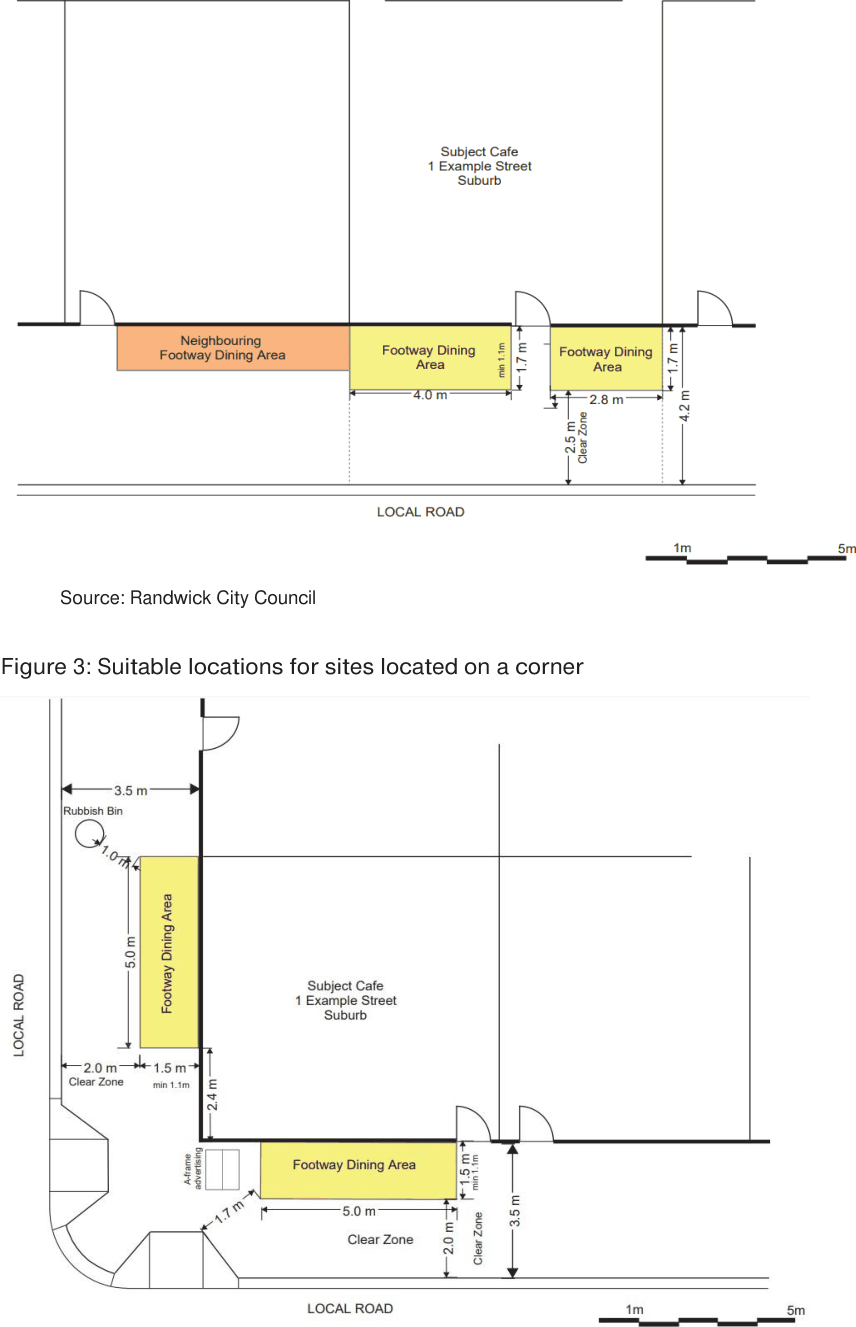 Subject Cafe
1 Example Street
Suburb
Neighbouring
Footway Dining Area
Footway Dining
Area
min 1.1m
1.7 m
Footway Dining
Area
1.7 m
4.0 m
2.8 m
4.2 m
2.5 m
Clear Zone
LOCAL ROAD
1m
5m
Source: Randwick City Council
Figure 3: Suitable locations for sites located on a corner
3.5 m
Rubbish Bin
1.0 m
Footway Dining Area
5.0 m
Subject Cafe
1 Example Street
Suburb
LOCAL ROAD
2.0 m
1.5 m
Clear Zone
min 1.1m
2.4 m
A-frame
advertising
Footway Dining Area
1.5 m
min 1.1m
1.7 m
5.0 m
3.5 m
Clear Zone
2.0 m
Clear Zone
LOCAL ROAD
1m
5m